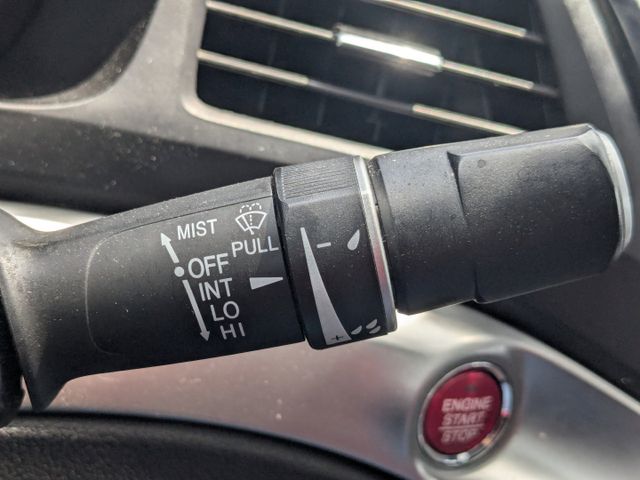 MIST
PULL
OFF
INT
LO
HI
− 
+
ENGINE
START
STOP